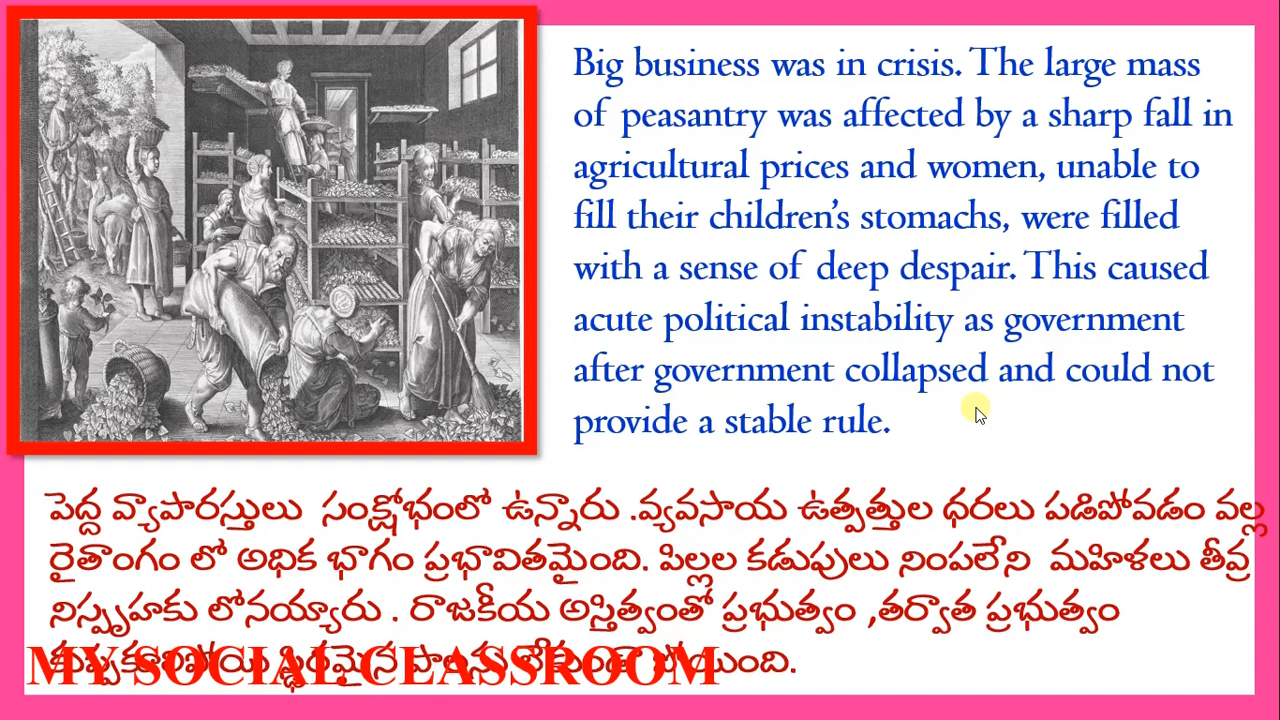 Big business was in crisis. The large mass
of peasantry was affected by a sharp fall in
agricultural prices and women, unable to
fill their children's stomachs, were filled
with a sense of deep despair. This caused
acute political instability as government
after government collapsed and could not
provide a stable rule.
పెద్ద వ్యాపారస్తులు సంక్షోభంలో ఉన్నారు .వ్యవసాయ ఉత్పత్తుల ధరలు పడిపోవడం వల్ల
రైతాంగం లో అధిక భాగం ప్రభావితమైంది. పిల్లల కడుపులు నింపలేని మహిళలు తీవ్ర
నిస్పృహకు లోనయ్యారు . రాజకీయ అస్తిత్వంతో ప్రభుత్వం ,తర్వాత ప్రభుత్వం
స్థిరమైన
MY SOCIAL CLASSROOM